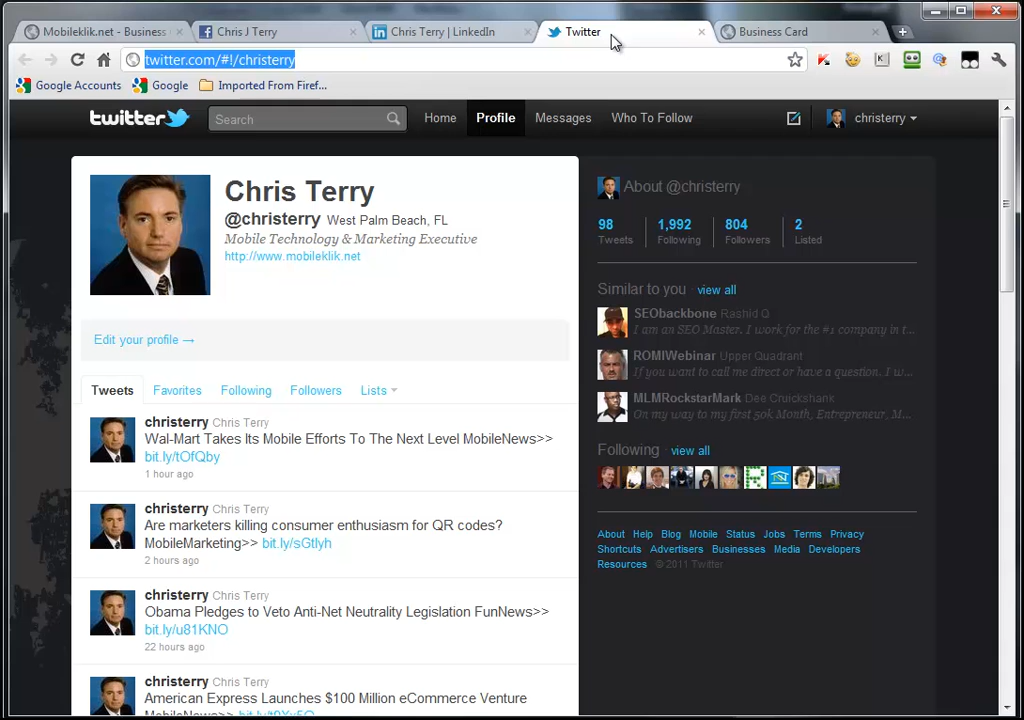 Mobileklik.net - Business
Chris J Terry
Chris Terry | LinkedIn
Twitter
Business Card
twitter.com/#!/christerry
Google Accounts
Google
Imported From Firef...
twitter
Search
Home
Profile
Messages
Who To Follow
christerry
Chris Terry
@christerry West Palm Beach, FL
Mobile Technology & Marketing Executive
http://www.mobileklik.net
Edit your profile →
Tweets
Favorites
Following
Followers
Lists
christerry Chris Terry
Wal-Mart Takes Its Mobile Efforts To The Next Level MobileNews>>
bit.ly/tOfQby
1 hour ago
christerry Chris Terry
Are marketers killing consumer enthusiasm for QR codes?
MobileMarketing>> bit.ly/sGtlyh
2 hours ago
christerry Chris Terry
Obama Pledges to Veto Anti-Net Neutrality Legislation FunNews>>
bit.ly/u81KNO
22 hours ago
christerry Chris Terry
American Express Launches $100 Million eCommerce Venture
MobileNews>>
About @christerry
98 1,992 804 2
Tweets Following Followers Listed
Similar to you · view all
SEObackbone Rashid Q
I am an SEO Master. I work for the #1 company in t...
ROMIWebinar Upper Quadrant
If you want to call me direct or have a question. I w...
MLMRockstarMark Dee Cruickshank
On my way to my first 50k Month, Entrepreneur, M...
Following · view all
About Help Blog Mobile Status Jobs Terms Privacy
Shortcuts Advertisers Businesses Media Developers
Resources © 2011 Twitter